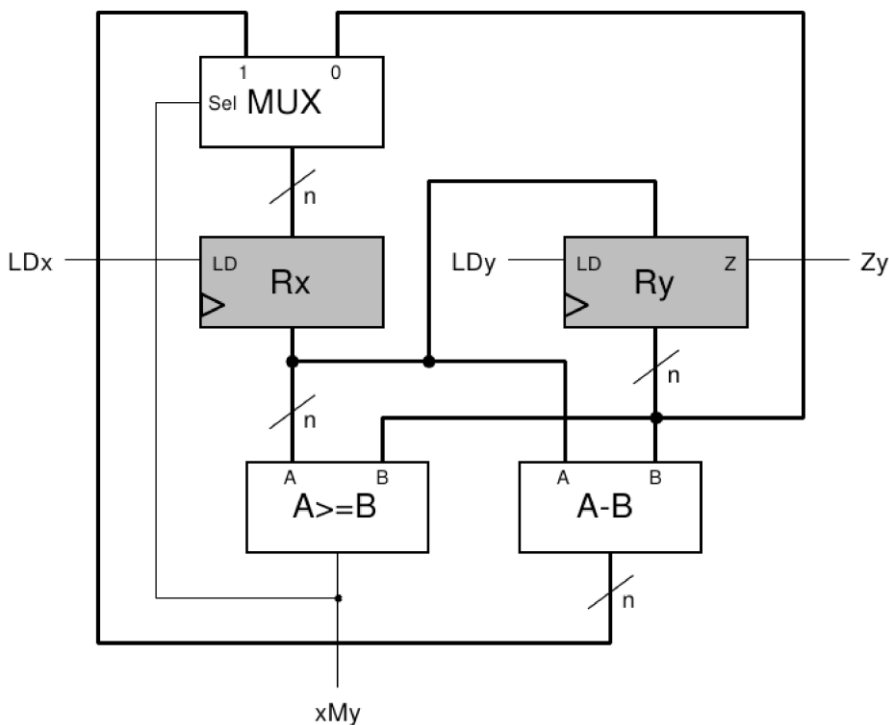 1 0
Sel MUX
n
LDx LD Rx
LDy LD Ry Z Zy
n
n
A B
A>=B
A B
A-B
n
xMy